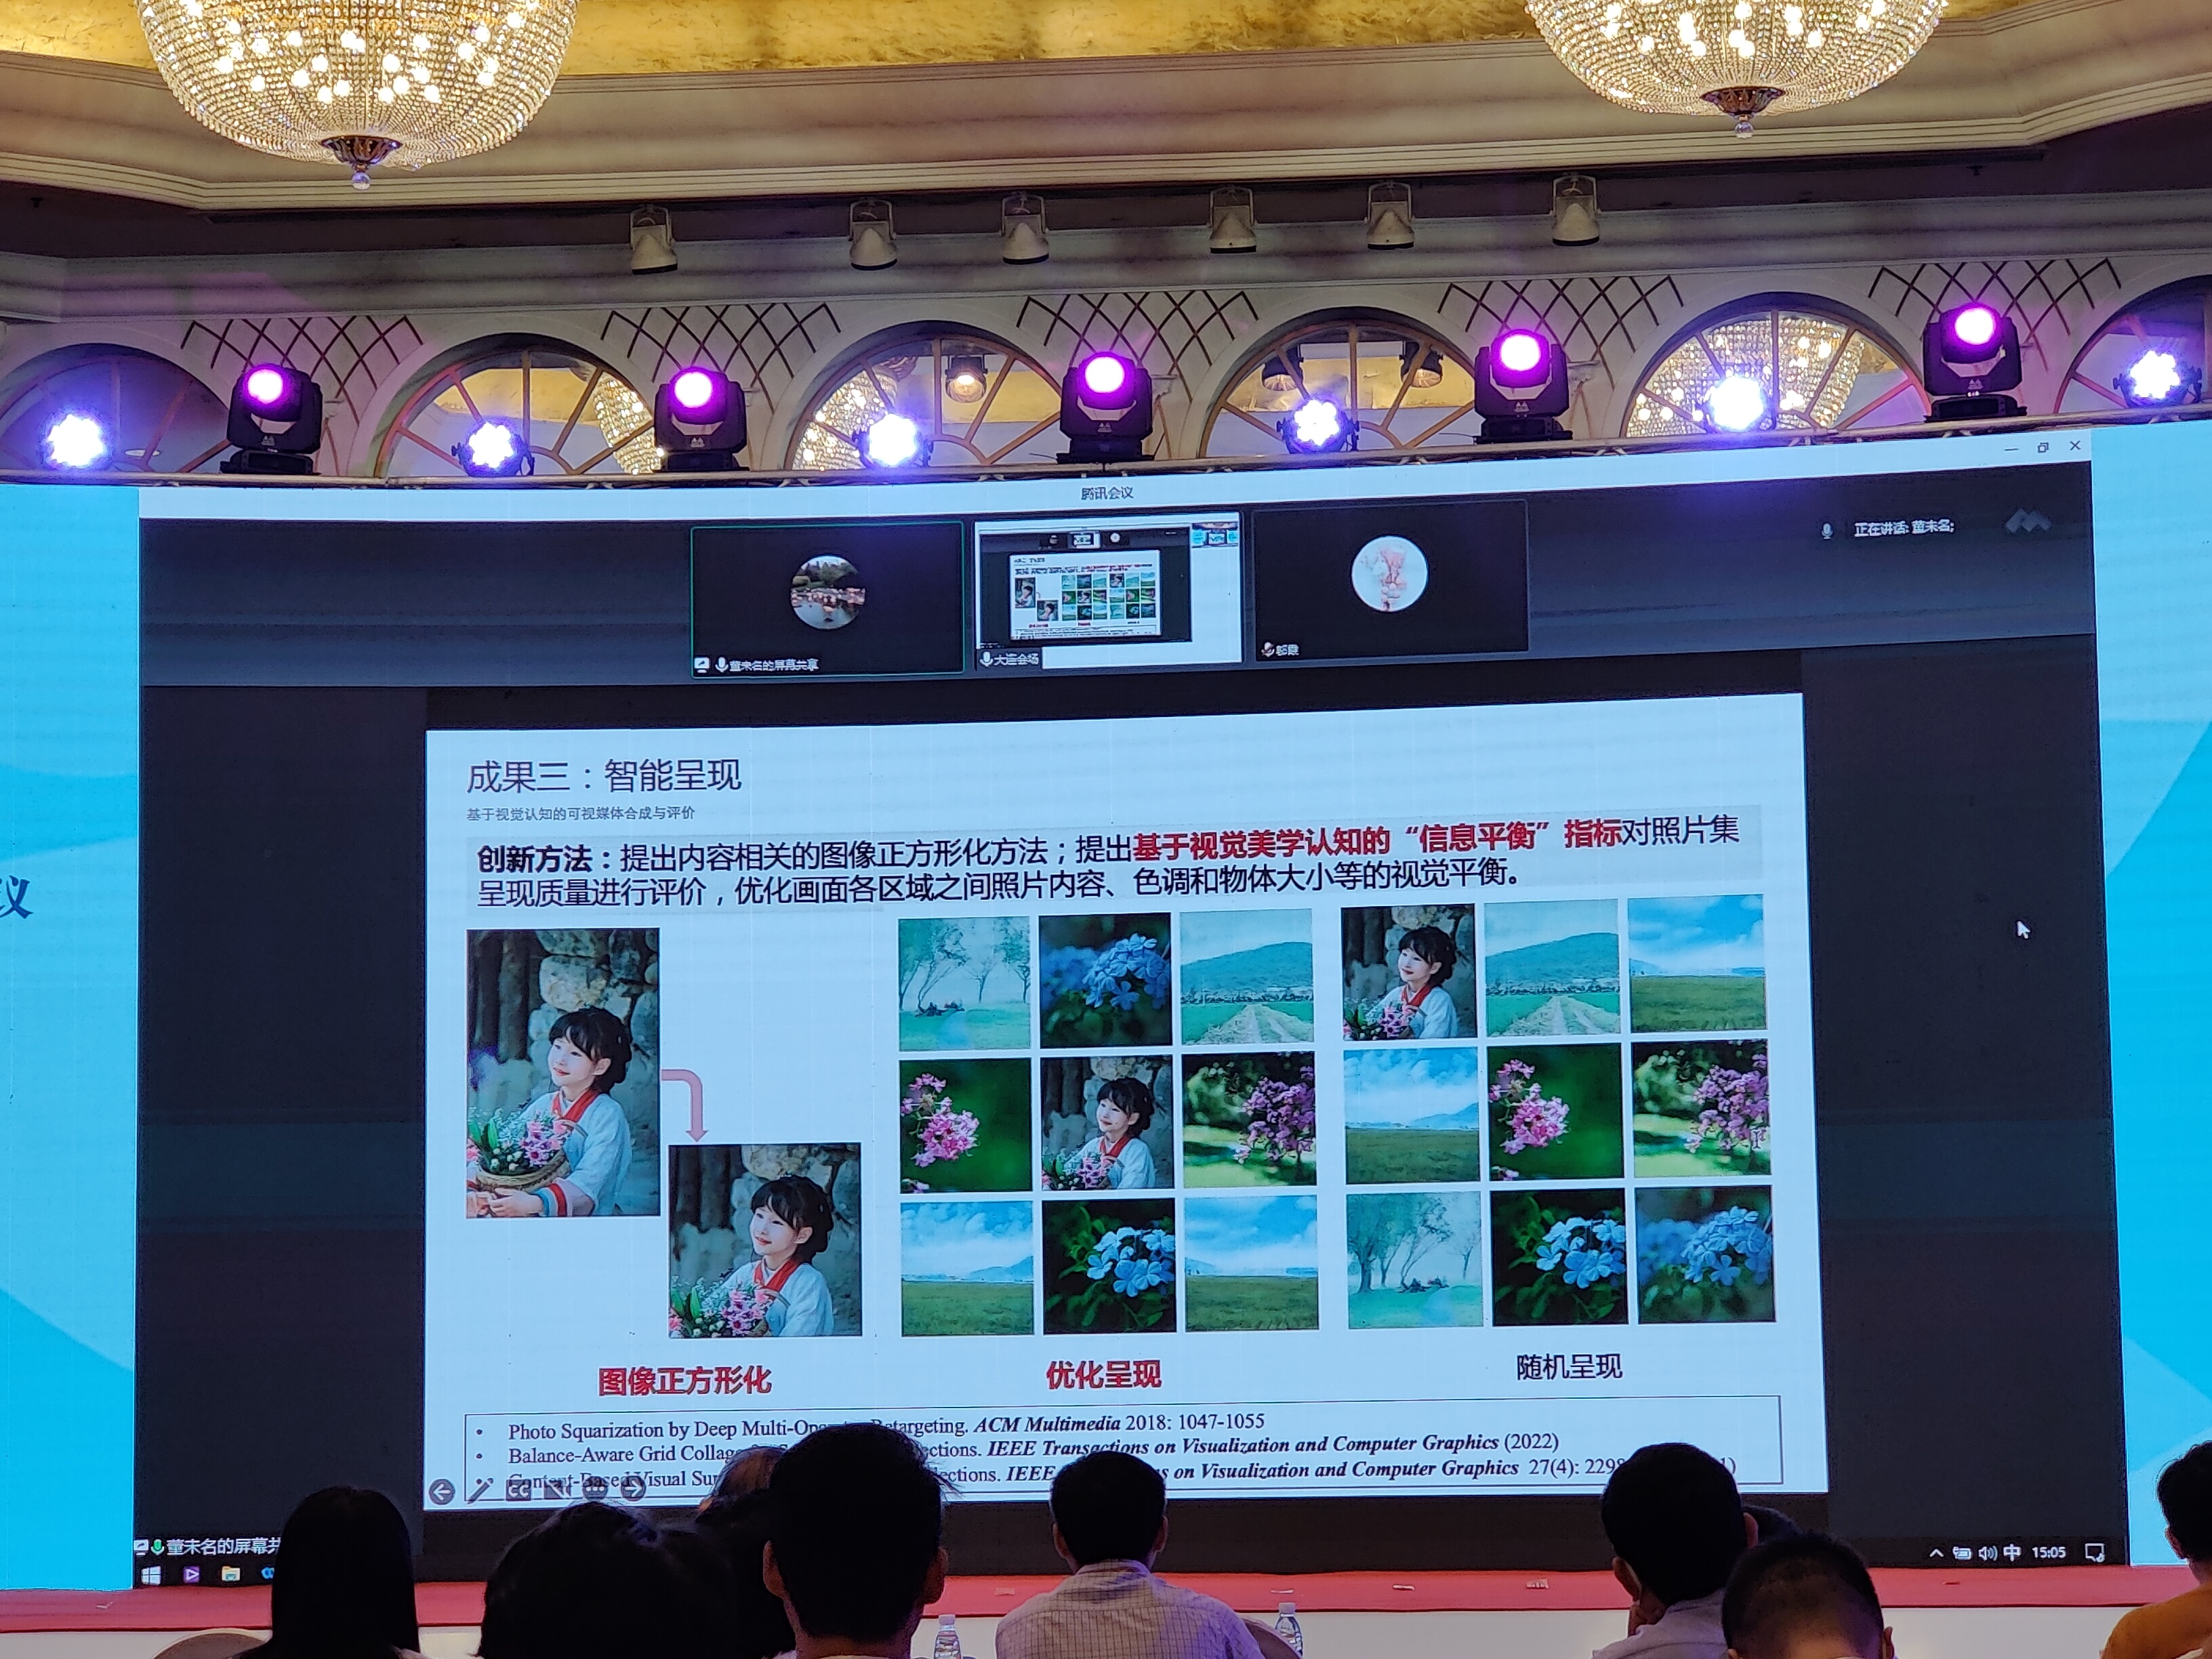 腾讯会议
正在讲话: 董未名;
董未名的屏幕共享
大连会场
议
成果三：智能呈现
基于视觉认知的可视媒体合成与评价
创新方法：提出内容相关的图像正方形化方法；提出基于视觉美学认知的“信息平衡”指标对照片集
呈现质量进行评价，优化画面各区域之间照片内容、色调和物体大小等的视觉平衡。
图像正方形化
优化呈现
随机呈现
• Photo Squarization by Deep Multi- Retargeting. ACM Multimedia 2018: 1047-1055
• Balance-Aware Grid Collage IEEE Transactions on Visualization and Computer Graphics (2022)
• Content-Based Visual IEEE on Visualization and Computer Graphics 27(4):
CC
董未名的屏幕共
中 15:05